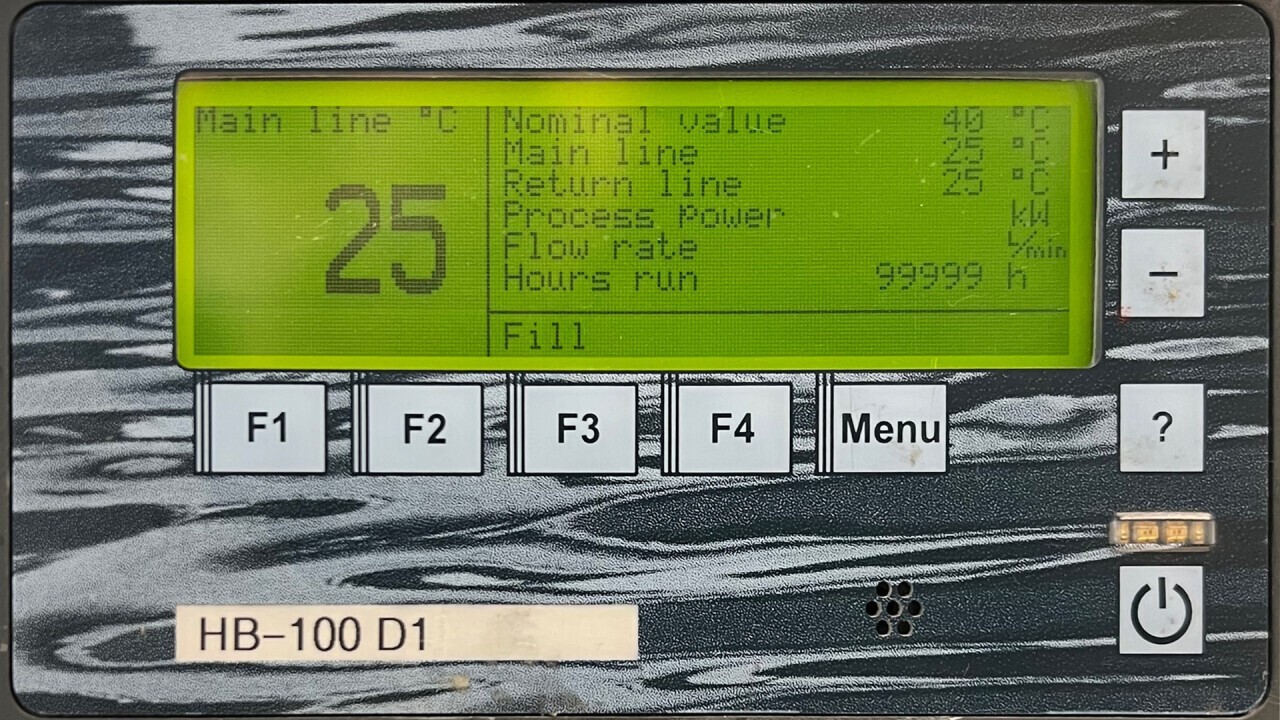 Main line °C
25
Nominal value 40 °C
Main line 25 °C
Return line 25 °C
Process power kW
Flow rate L/min
Hours run 99999 h
Fill
+
−
F1 F2 F3 F4 Menu ?
HB-100 D1